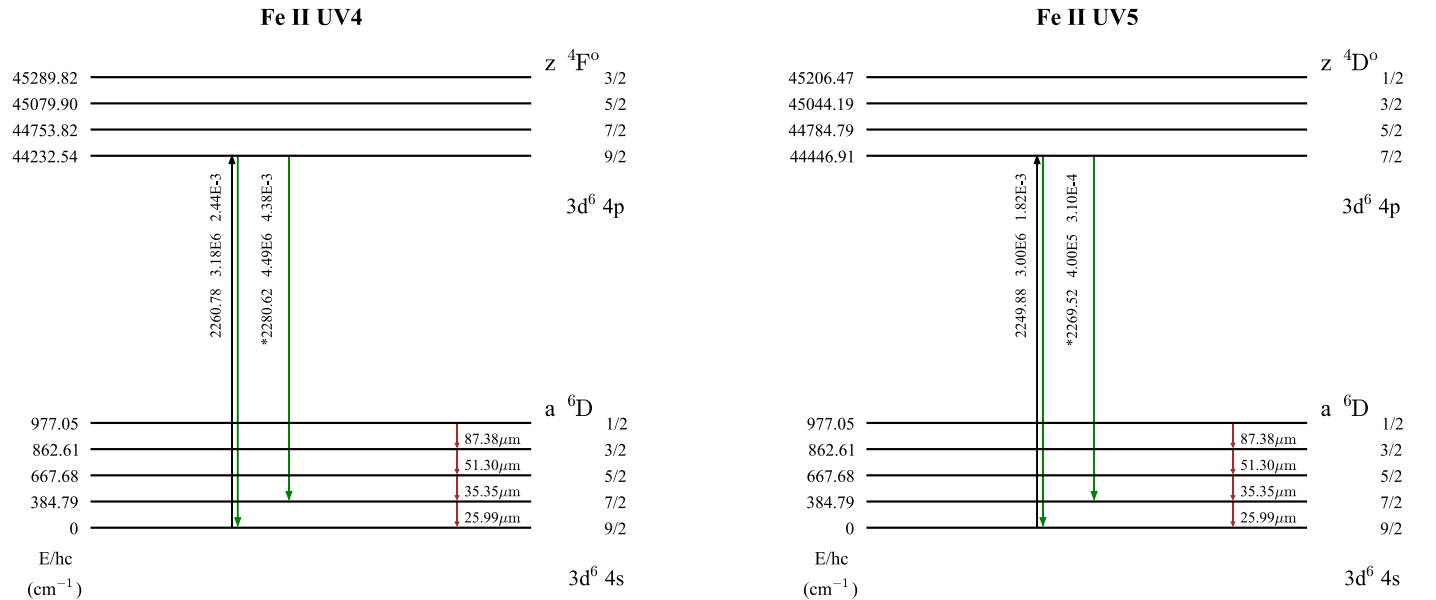 Fe II UV4
z ⁴Fᵒ
45289.82 3/2
45079.90 5/2
44753.82 7/2
44232.54 9/2
3d⁶ 4p
2260.78 3.18E6 2.44E-3
*2280.62 4.49E6 4.38E-3
a ⁶D
977.05 1/2
87.38μm
862.61 3/2
51.30μm
667.68 5/2
35.35μm
384.79 7/2
25.99μm
0 9/2
E/hc
(cm⁻¹)
3d⁶ 4s
Fe II UV5
z ⁴Dᵒ
45206.47 1/2
45044.19 3/2
44784.79 5/2
44446.91 7/2
3d⁶ 4p
2249.88 3.00E6 1.82E-3
*2269.52 4.00E5 3.10E-4
a ⁶D
977.05 1/2
87.38μm
862.61 3/2
51.30μm
667.68 5/2
35.35μm
384.79 7/2
25.99μm
0 9/2
E/hc
(cm⁻¹)
3d⁶ 4s